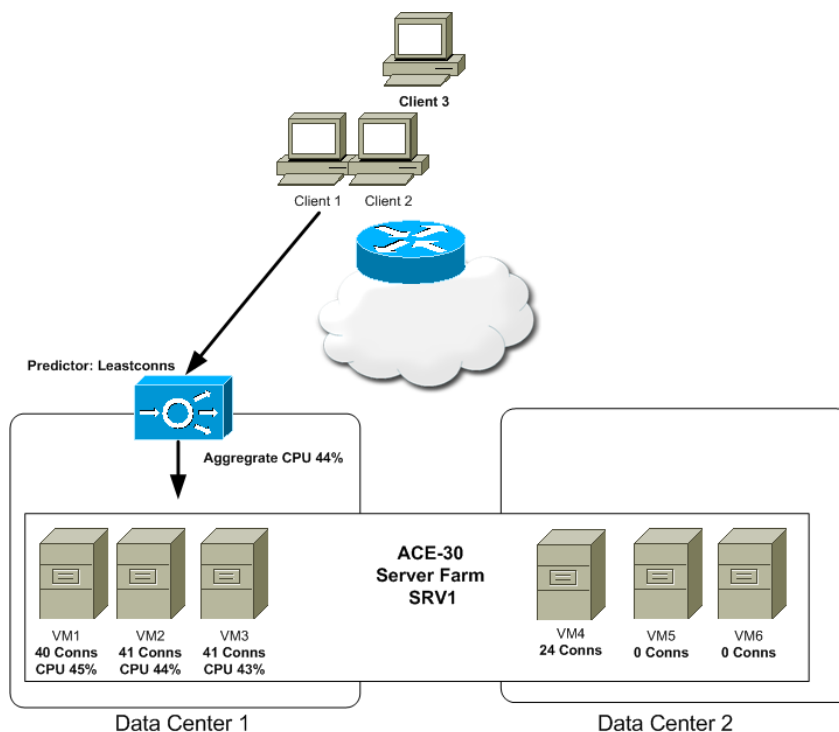 Client 3
Client 1
Client 2
Predictor: Leastconns
Aggregrate CPU 44%
ACE-30
Server Farm
SRV1
VM1
40 Conns
CPU 45%
VM2
41 Conns
CPU 44%
VM3
41 Conns
CPU 43%
VM4
24 Conns
VM5
0 Conns
VM6
0 Conns
Data Center 1
Data Center 2